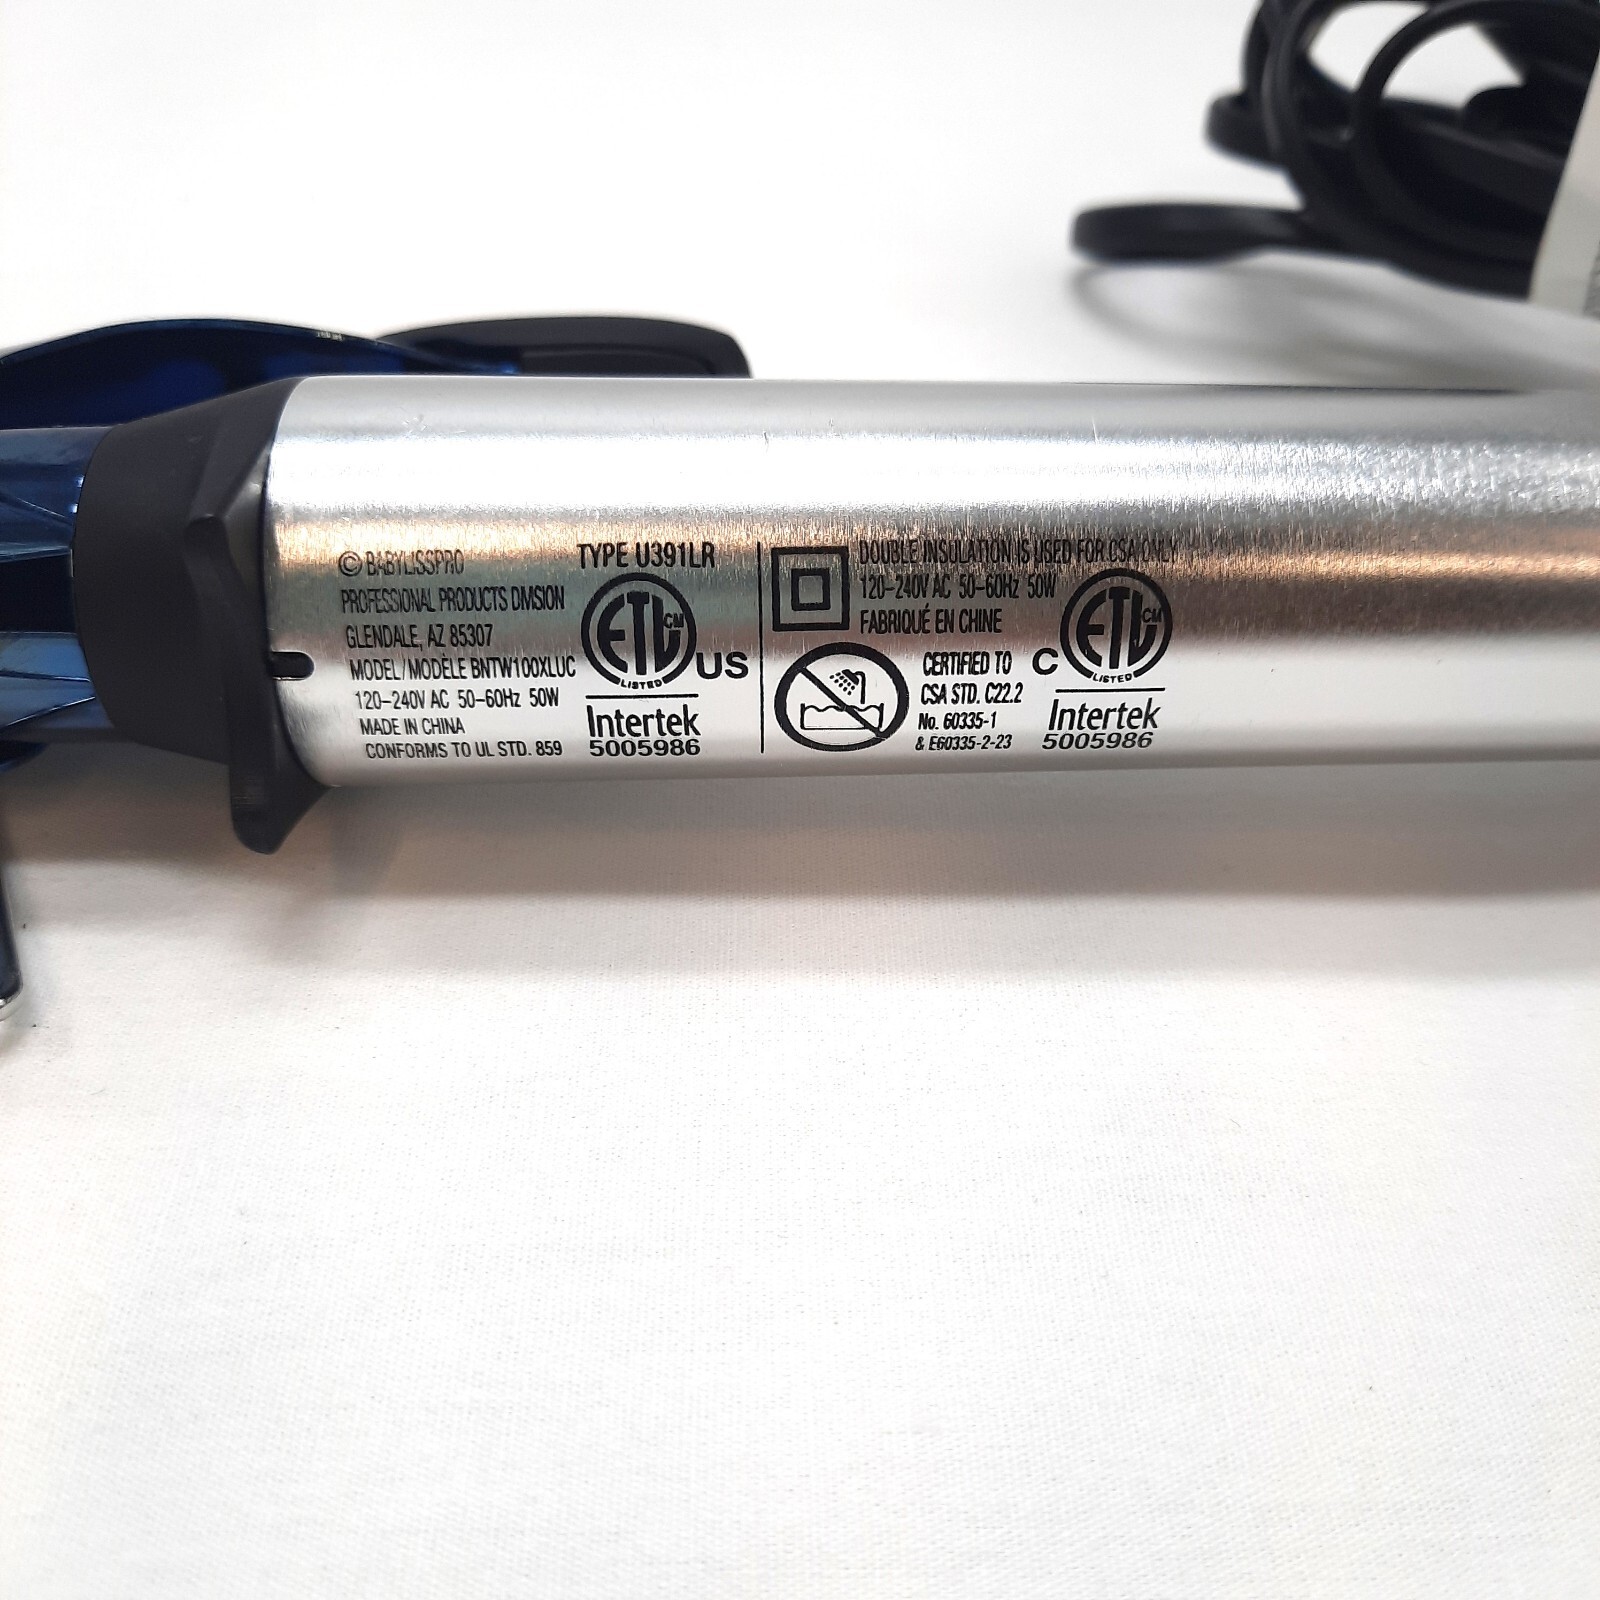 © BABYLISSPRO
PROFESSIONAL PRODUCTS DIVISION
GLENDALE, AZ 85307
MODEL/MODÈLE BNTW100XLUC
120-240V AC 50-60Hz 50W
MADE IN CHINA
CONFORMS TO UL STD. 859
TYPE U391LR
ETL CM
LISTED
US
Intertek
5005986
DOUBLE INSULATION IS USED FOR CSA ONLY
120-240V AC 50-60Hz 50W
FABRIQUÉ EN CHINE
CERTIFIED TO
CSA STD. C22.2
No. 60335-1
& E60335-2-23
C
ETL CM
LISTED
Intertek
5005986